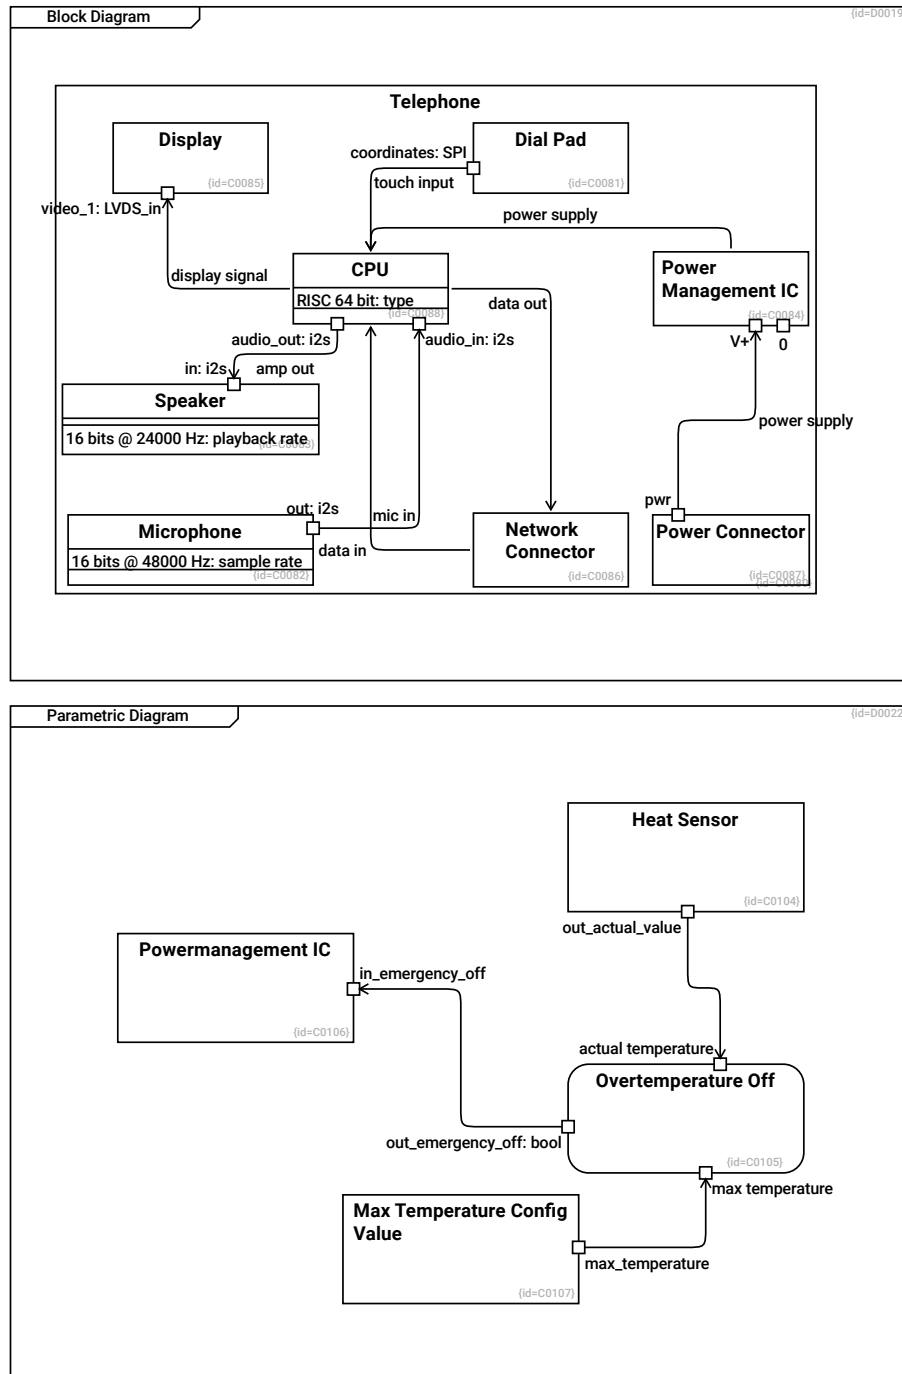 Block Diagram
{id=D0019
Telephone
Display
{id=C0085}
video_1: LVDS_in
Dial Pad
{id=C0081}
coordinates: SPI
touch input
power supply
display signal
CPU
RISC 64 bit: type
{id=C0088}
data out
Power
Management IC
{id=C0084}
V+
0
audio_out: i2s
audio_in: i2s
in: i2s
amp out
Speaker
16 bits @ 24000 Hz: playback rate
power supply
out: i2s
mic in
pwr
Microphone
16 bits @ 48000 Hz: sample rate
{id=C0082}
data in
Network
Connector
{id=C0086}
Power Connector
{id=C0087}
Parametric Diagram
{id=D0022
Heat Sensor
{id=C0104}
out_actual_value
Powermanagement IC
{id=C0106}
in_emergency_off
actual temperature
Overtemperature Off
{id=C0105}
out_emergency_off: bool
max temperature
Max Temperature Config
Value
{id=C0107}
max_temperature